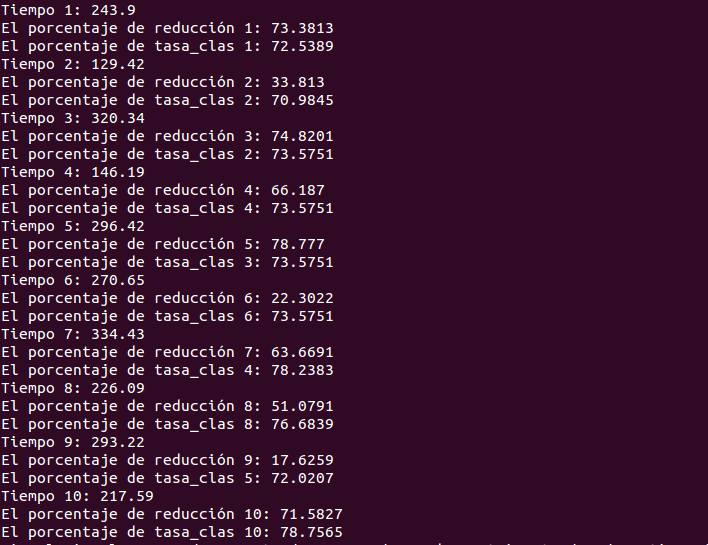 Tiempo 1: 243.9
El porcentaje de reducción 1: 73.3813
El porcentaje de tasa_clas 1: 72.5389
Tiempo 2: 129.42
El porcentaje de reducción 2: 33.813
El porcentaje de tasa_clas 2: 70.9845
Tiempo 3: 320.34
El porcentaje de reducción 3: 74.8201
El porcentaje de tasa_clas 2: 73.5751
Tiempo 4: 146.19
El porcentaje de reducción 4: 66.187
El porcentaje de tasa_clas 4: 73.5751
Tiempo 5: 296.42
El porcentaje de reducción 5: 78.777
El porcentaje de tasa_clas 3: 73.5751
Tiempo 6: 270.65
El porcentaje de reducción 6: 22.3022
El porcentaje de tasa_clas 6: 73.5751
Tiempo 7: 334.43
El porcentaje de reducción 7: 63.6691
El porcentaje de tasa_clas 4: 78.2383
Tiempo 8: 226.09
El porcentaje de reducción 8: 51.0791
El porcentaje de tasa_clas 8: 76.6839
Tiempo 9: 293.22
El porcentaje de reducción 9: 17.6259
El porcentaje de tasa_clas 5: 72.0207
Tiempo 10: 217.59
El porcentaje de reducción 10: 71.5827
El porcentaje de tasa_clas 10: 78.7565